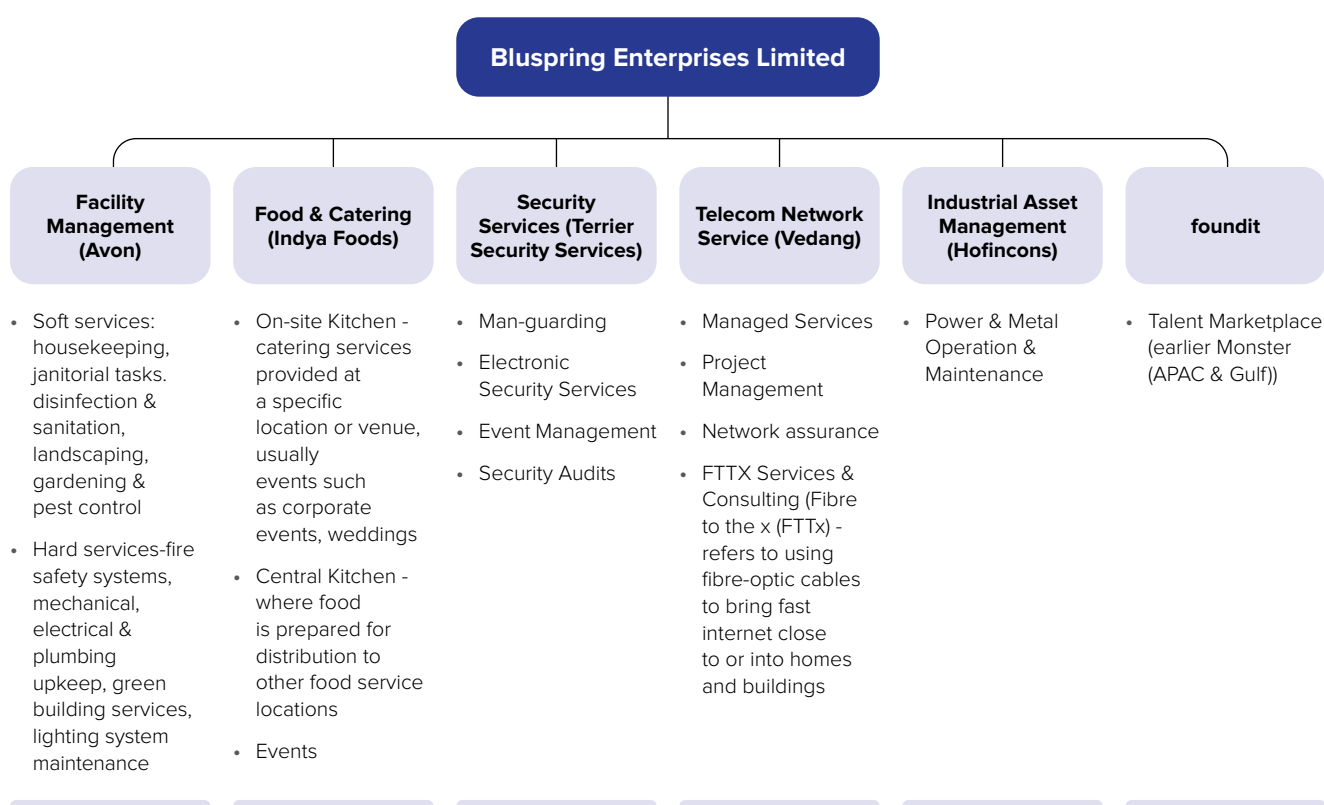 Bluspring Enterprises Limited
Facility
Management
(Avon)
Food & Catering
(Indya Foods)
Security
Services (Terrier
Security Services)
Telecom Network
Service (Vedang)
Industrial Asset
Management
(Hofincons)
foundit
• Soft services:
housekeeping,
janitorial tasks.
disinfection &
sanitation,
landscaping,
gardening &
pest control
• Hard services-fire
safety systems,
mechanical,
electrical &
plumbing
upkeep, green
building services,
lighting system
maintenance
• On-site Kitchen -
catering services
provided at
a specific
location or venue,
usually
events such
as corporate
events, weddings
• Central Kitchen -
where food
is prepared for
distribution to
other food service
locations
• Events
• Man-guarding
• Electronic
Security Services
• Event Management
• Security Audits
• Managed Services
• Project
Management
• Network assurance
• FTTX Services &
Consulting (Fibre
to the x (FTTx) -
refers to using
fibre-optic cables
to bring fast
internet close
to or into homes
and buildings
• Power & Metal
Operation &
Maintenance
• Talent Marketplace
(earlier Monster
(APAC & Gulf))